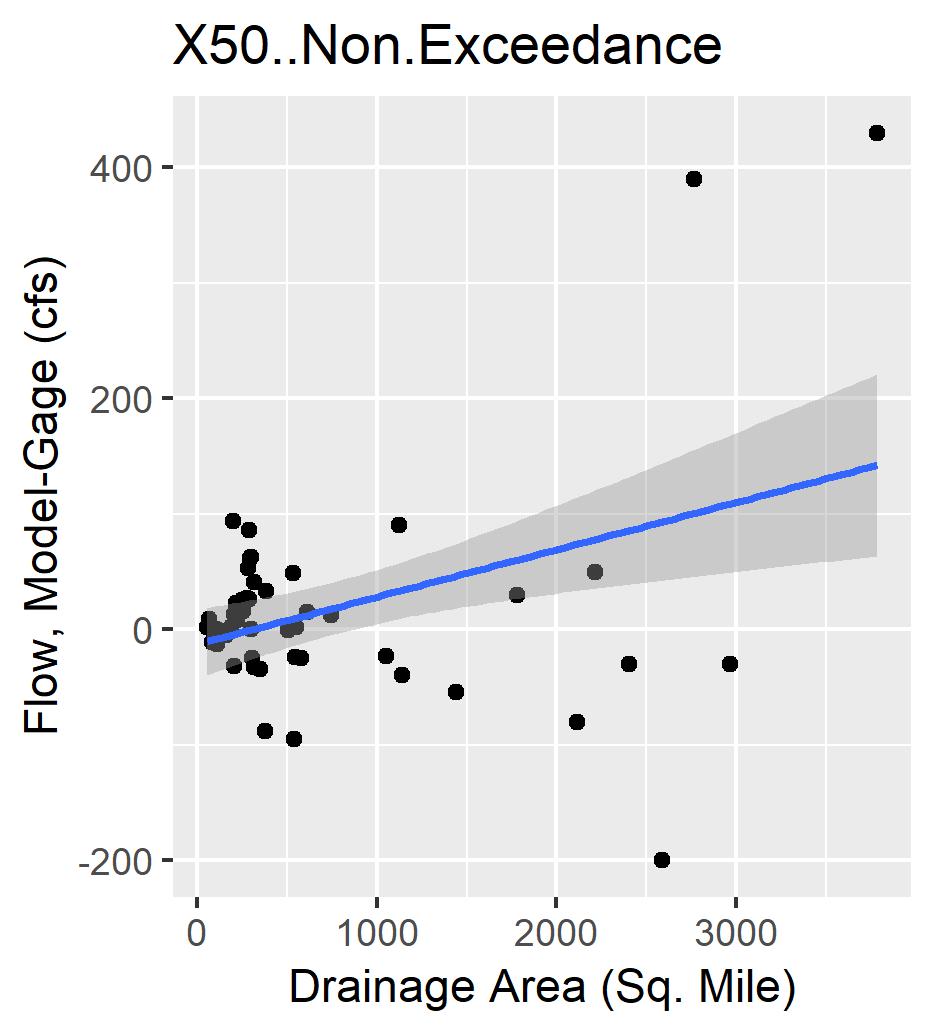 X50..Non.Exceedance
Flow, Model-Gage (cfs)
400
200
0
-200
0 1000 2000 3000
Drainage Area (Sq. Mile)